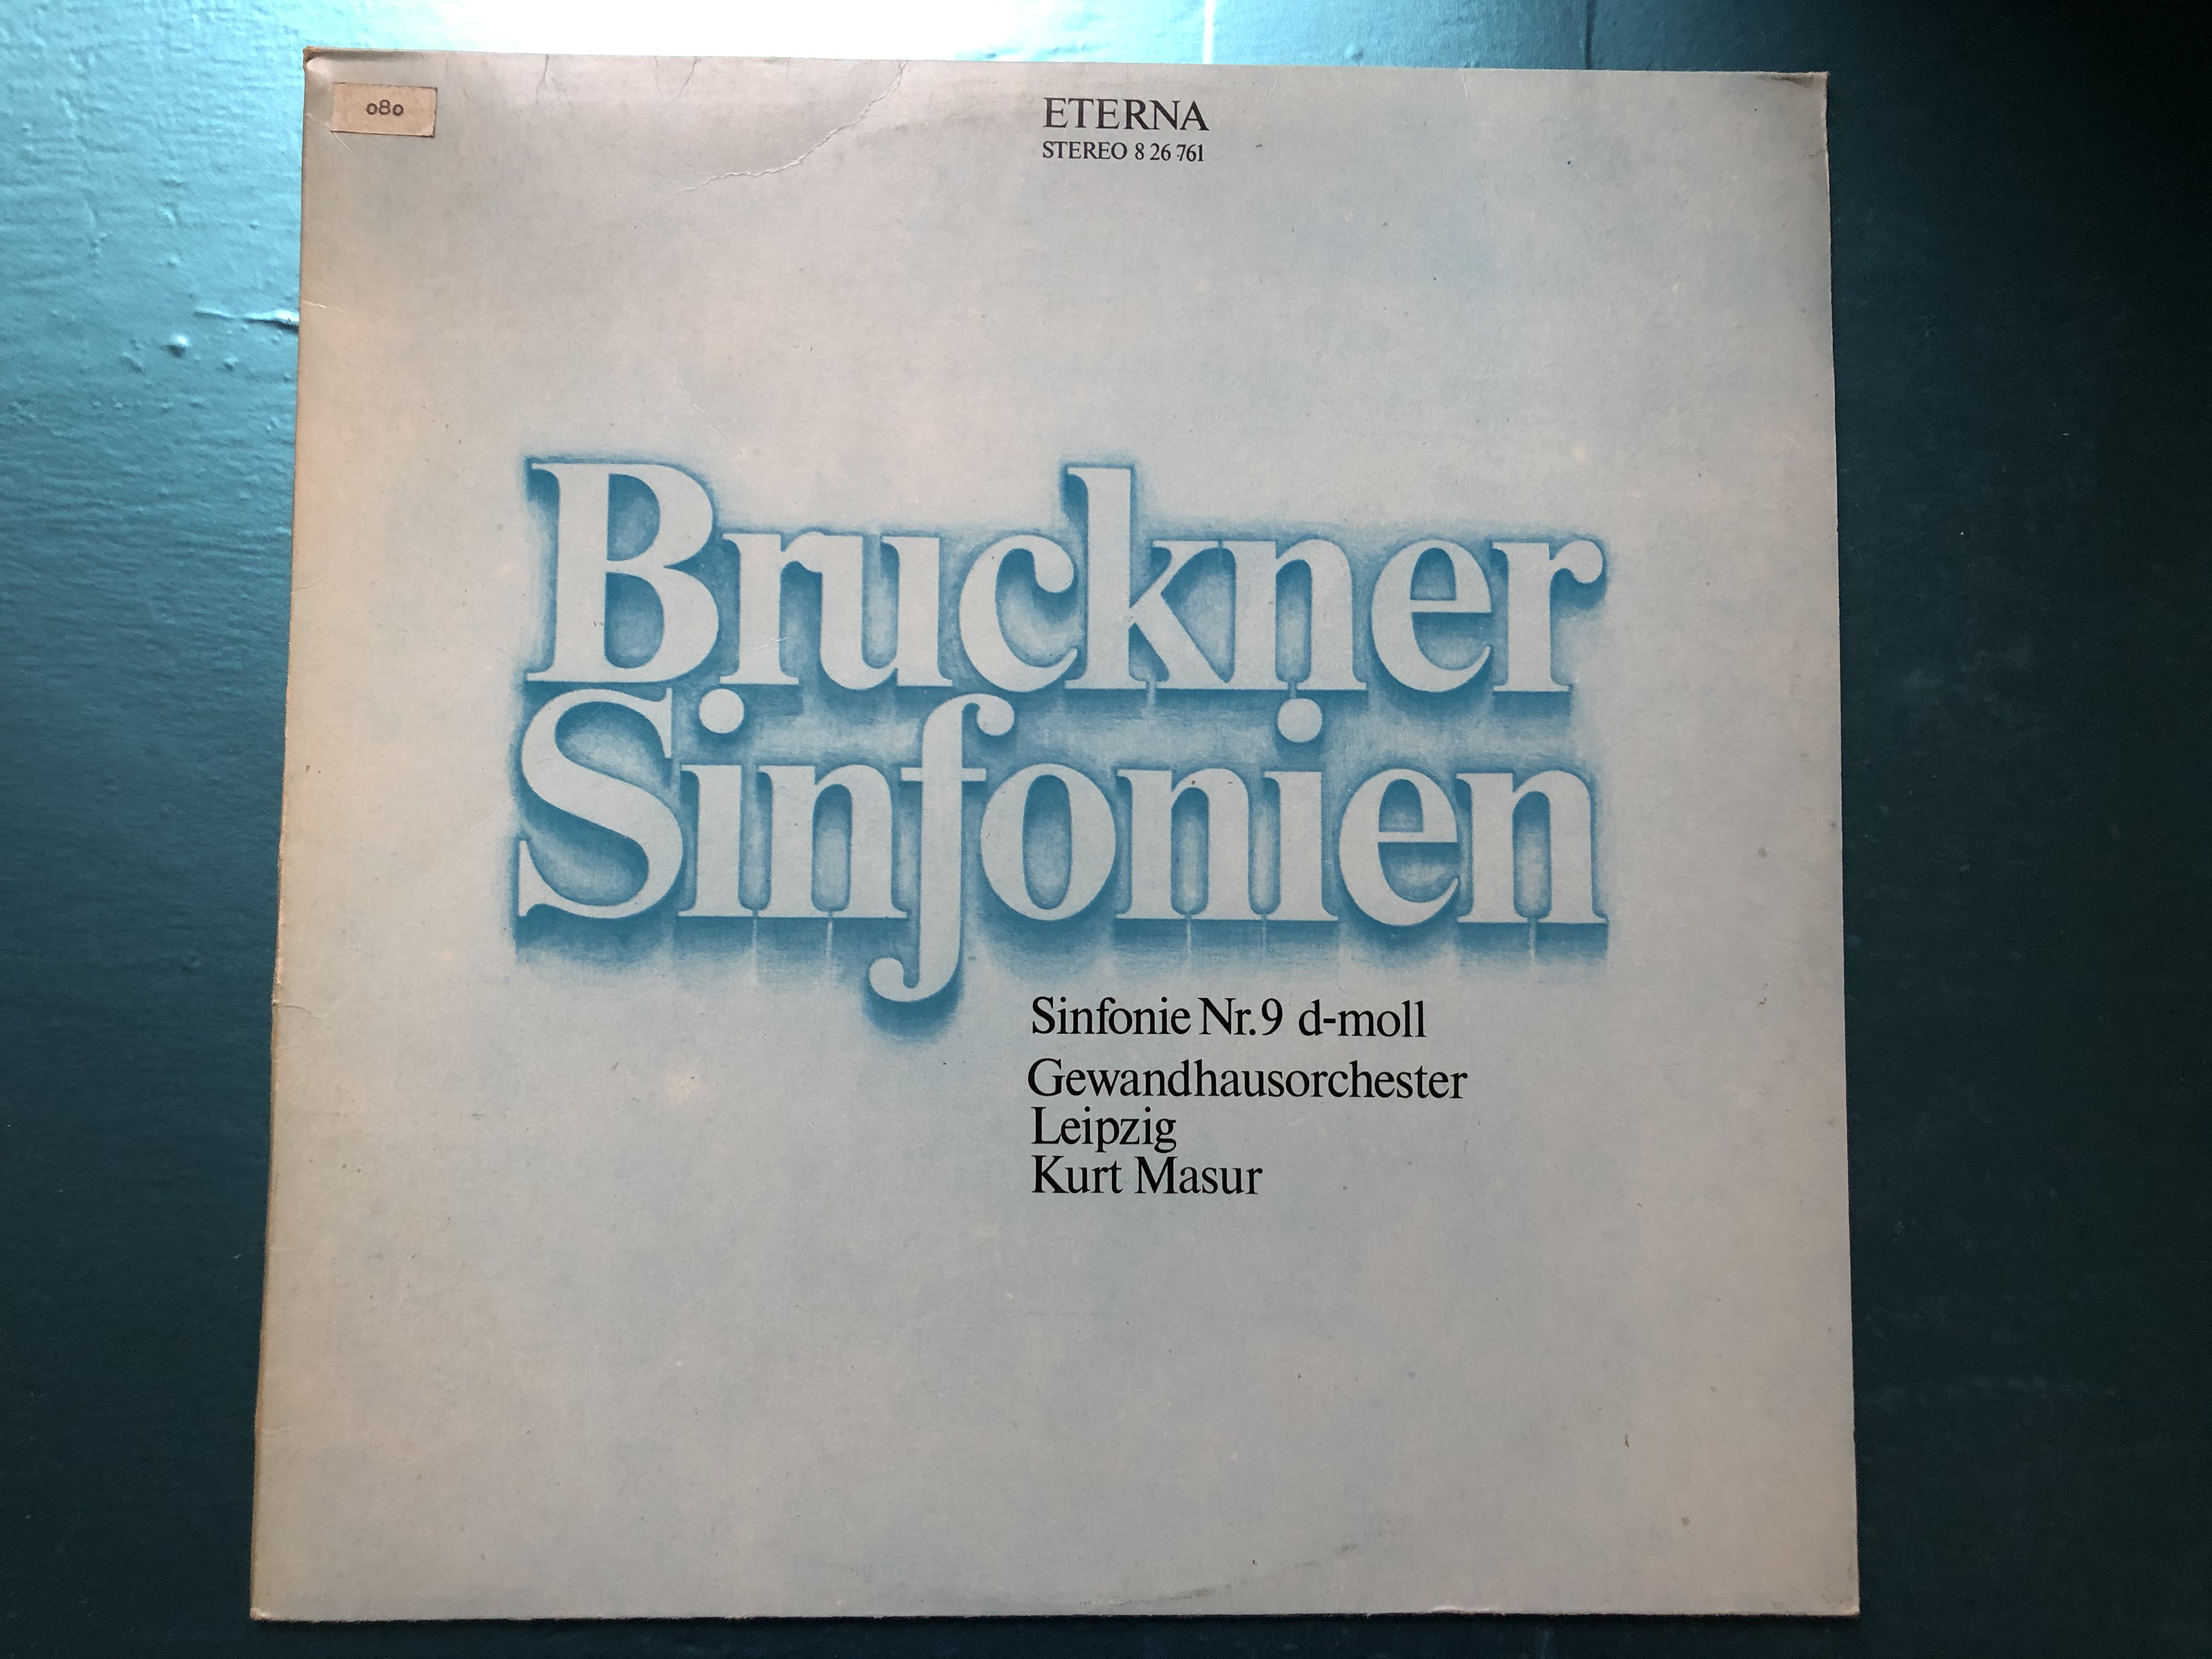 080
ETERNA
STEREO 8 26 761
Bruckner
Sinfonien
Sinfonie Nr.9 d-moll
Gewandhausorchester
Leipzig
Kurt Masur